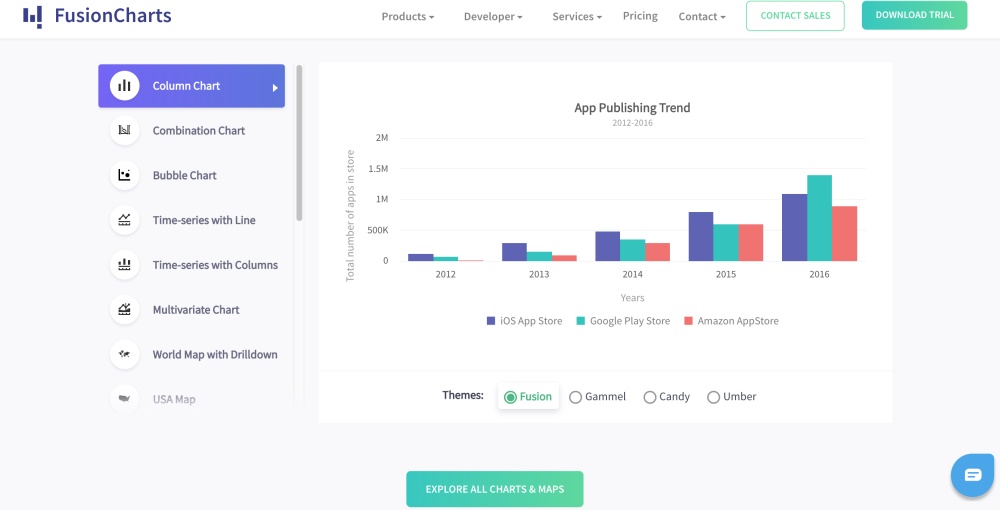 FusionCharts
Products
Developer
Services
Pricing
Contact
CONTACT SALES
DOWNLOAD TRIAL
Column Chart
Combination Chart
Bubble Chart
Time-series with Line
Time-series with Columns
Multivariate Chart
World Map with Drilldown
USA Map
App Publishing Trend
2012-2016
Total number of apps in store
2M
1.5M
1M
500K
0
2012
2013
2014
2015
2016
Years
iOS App Store
Google Play Store
Amazon AppStore
Themes:
Fusion
Gammel
Candy
Umber
EXPLORE ALL CHARTS & MAPS